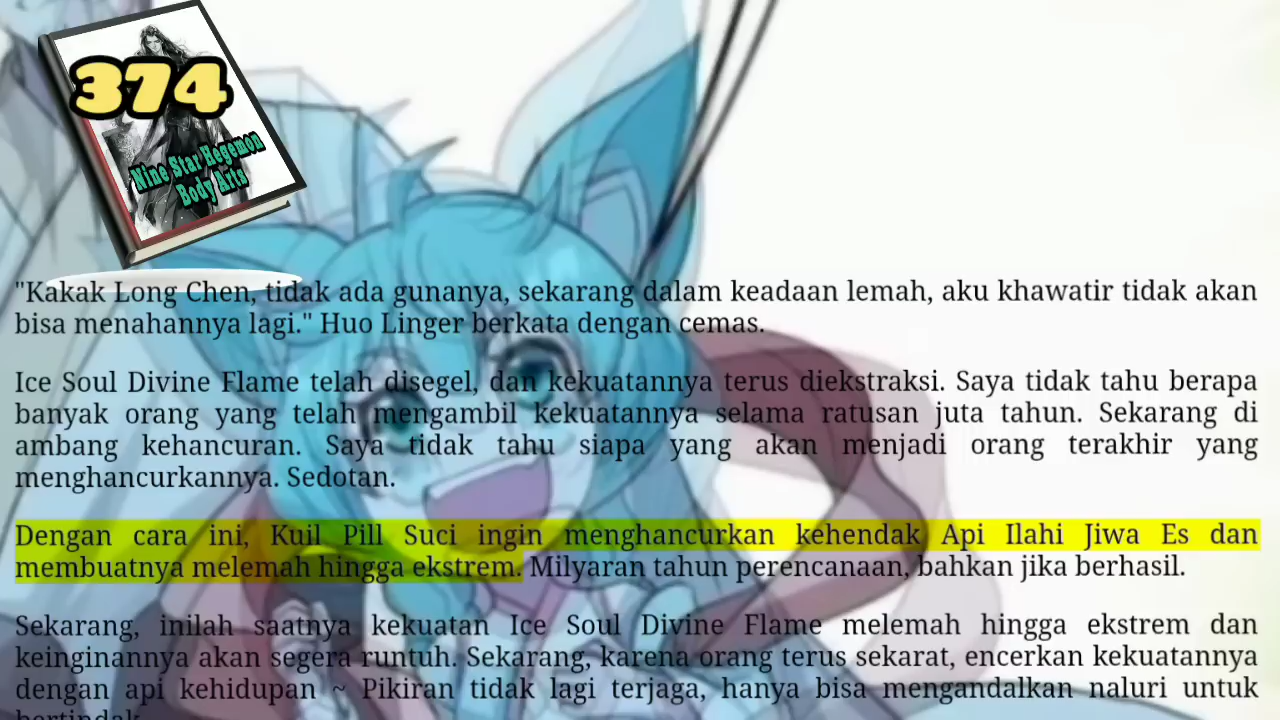 374
Nine Star Hegemon
Body Arts
"Kakak Long Chen, tidak ada gunanya, sekarang dalam keadaan lemah, aku khawatir tidak akan
bisa menahannya lagi." Huo Linger berkata dengan cemas.
Ice Soul Divine Flame telah disegel, dan kekuatannya terus diekstraksi. Saya tidak tahu berapa
banyak orang yang telah mengambil kekuatannya selama ratusan juta tahun. Sekarang di
ambang kehancuran. Saya tidak tahu siapa yang akan menjadi orang terakhir yang
menghancurkannya. Sedotan.
Dengan cara ini, Kuil Pill Suci ingin menghancurkan kehendak Api Ilahi Jiwa Es dan
membuatnya melemah hingga ekstrem. Milyaran tahun perencanaan, bahkan jika berhasil.
Sekarang, inilah saatnya kekuatan Ice Soul Divine Flame melemah hingga ekstrem dan
keinginannya akan segera runtuh. Sekarang, karena orang terus sekarat, encerkan kekuatannya
dengan api kehidupan ~ Pikiran tidak lagi terjaga, hanya bisa mengandalkan naluri untuk
bertindak.